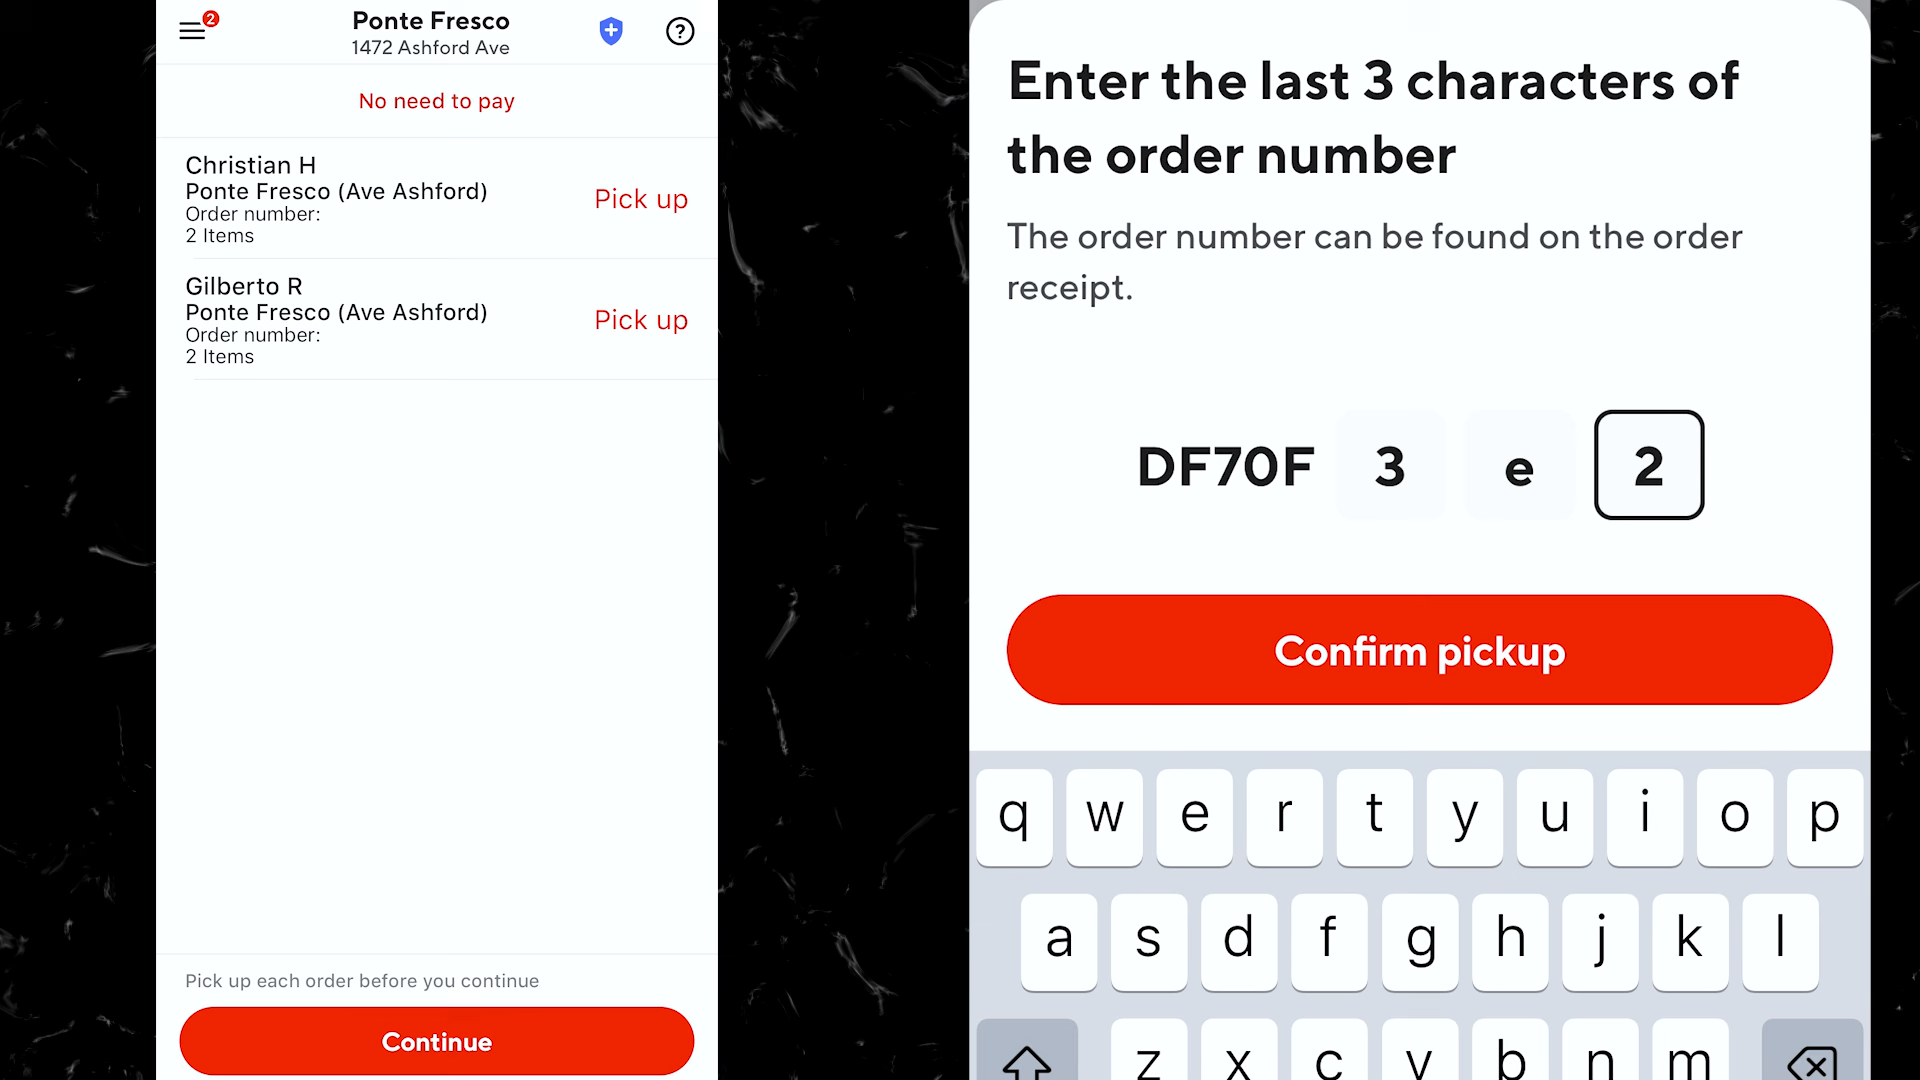 2
Ponte Fresco
1472 Ashford Ave
?
No need to pay
Christian H
Ponte Fresco (Ave Ashford)
Order number:
2 Items
Pick up
Gilberto R
Ponte Fresco (Ave Ashford)
Order number:
2 Items
Pick up
Pick up each order before you continue
Continue
Enter the last 3 characters of
the order number
The order number can be found on the order
receipt.
DF70F 3 e 2
Confirm pickup
q w e r t y u i o p
a s d f g h j k l
z x c v b n m